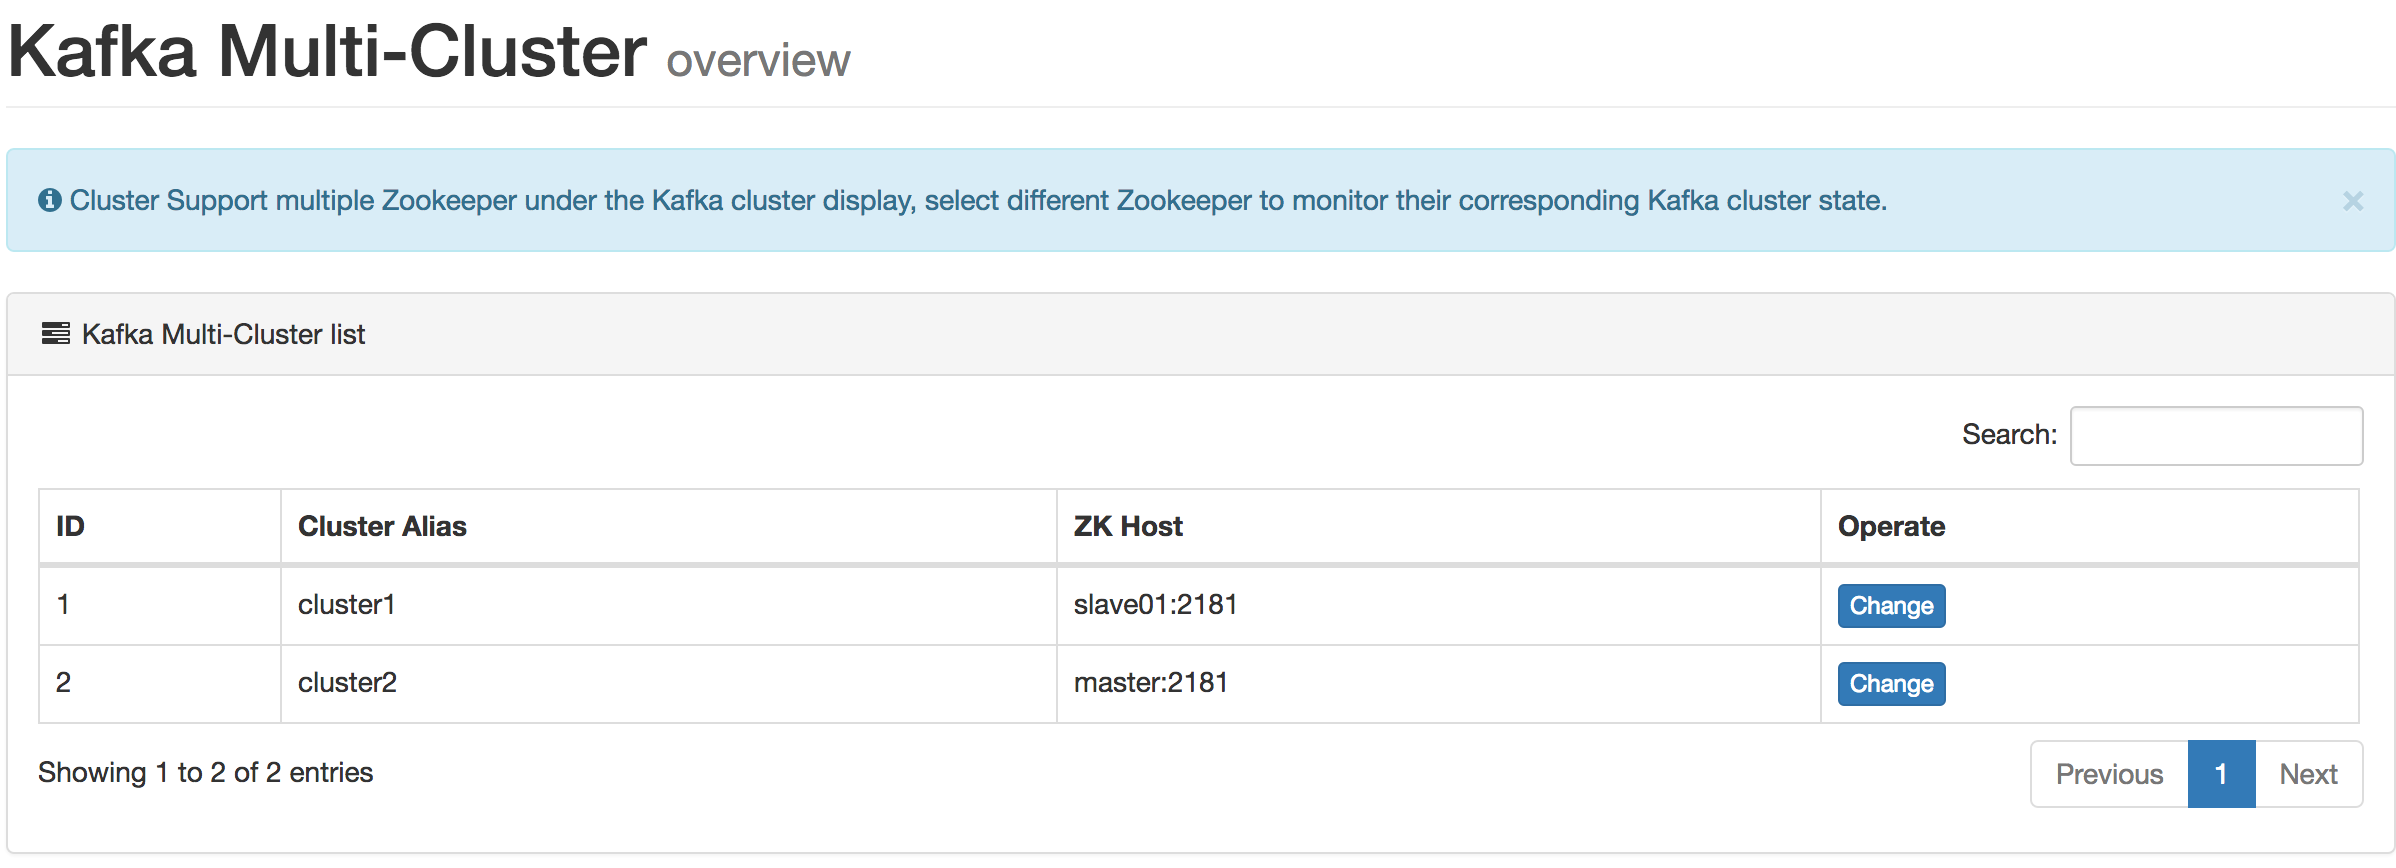 Kafka Multi-Cluster overview
Cluster Support multiple Zookeeper under the Kafka cluster display, select different Zookeeper to monitor their corresponding Kafka cluster state. ×
Kafka Multi-Cluster list
Search:
ID Cluster Alias ZK Host Operate
1 cluster1 slave01:2181 Change
2 cluster2 master:2181 Change
Showing 1 to 2 of 2 entries Previous 1 Next